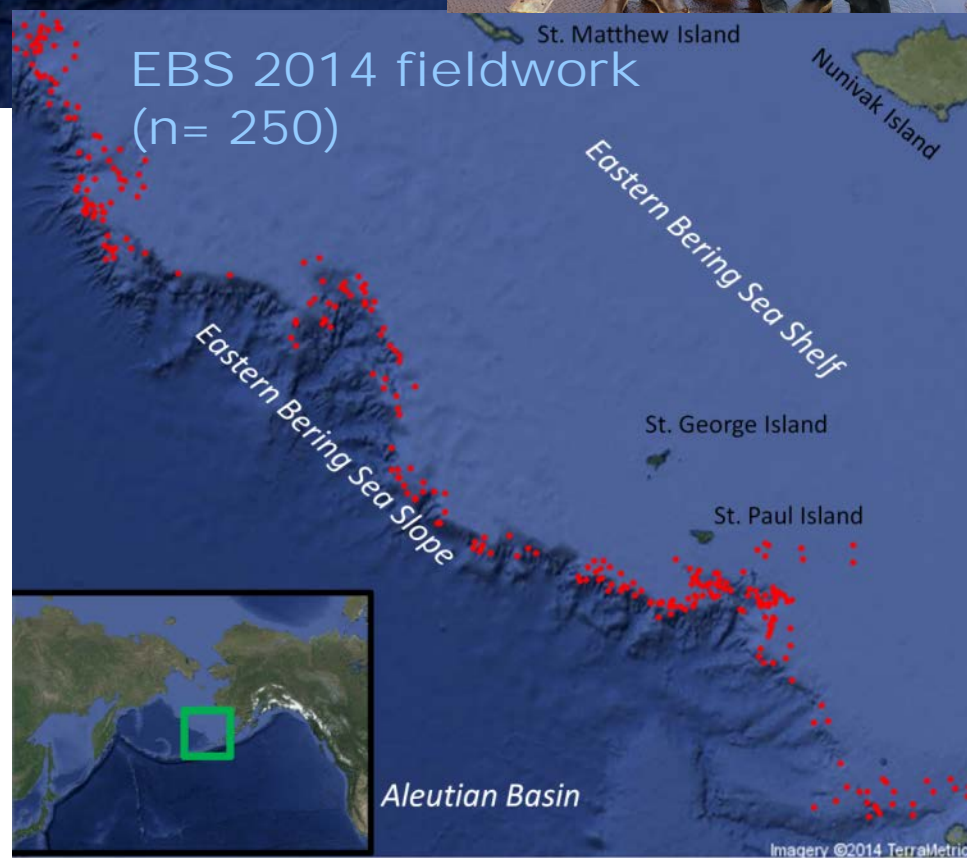 EBS 2014 fieldwork
(n= 250)
St. Matthew Island
Nunivak Island
Eastern Bering Sea Shelf
Eastern Bering Sea Slope
St. George Island
St. Paul Island
Aleutian Basin
Imagery ©2014 TerraMetric